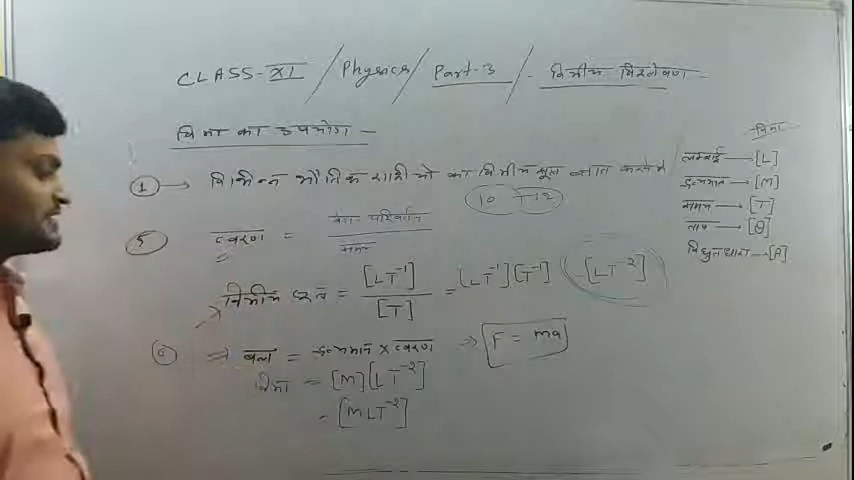 CLASS-XI / Physics / Part-3 / विमीय विश्लेषण
विमा का उपयोग -
① → विभिन्न भौतिक राशीयो का विमीय सूत्र ज्ञात करने मे
10
⑤ त्वरण = वेग-परिवर्तन / समय
विमीय सूत्र = [LT⁻¹] / [T] = [LT⁻¹][T⁻¹] = [LT⁻²]
⑥ ⇒ बल = द्रव्यमान × त्वरण ⇒ F = ma
विमा = [M][LT⁻²]
= [MLT⁻²]
विमा
लम्बाई → [L]
द्रव्यमान → [M]
समय → [T]
ताप → [θ]
विधुतधारा → [A]